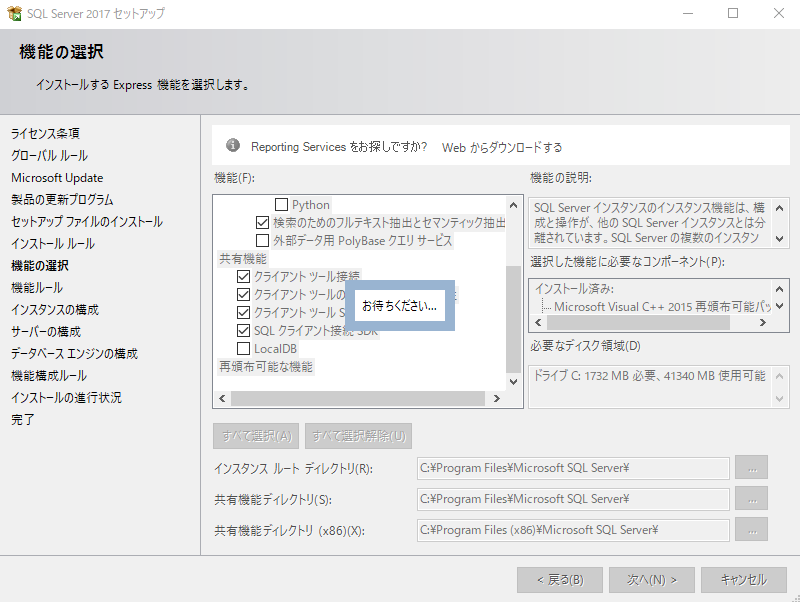 SQL Server 2017 セットアップ
機能の選択
インストールする Express 機能を選択します。
ライセンス条項
グローバル ルール
Microsoft Update
製品の更新プログラム
セットアップ ファイルのインストール
インストール ルール
機能の選択
機能ルール
インスタンスの構成
サーバーの構成
データベース エンジンの構成
機能構成ルール
インストールの進行状況
完了
Reporting Services をお探しですか? Web からダウンロードする
機能(F):
Python
検索のためのフルテキスト抽出とセマンティック抽出
外部データ用 PolyBase クエリ サービス
共有機能
クライアント ツール接続
クライアント ツールの
クライアント ツール S
SQL クライアント接続 SDK
LocalDB
再頒布可能な機能
お待ちください...
機能の説明:
SQL Server インスタンスのインスタンス機能は、構
成と操作が、他の SQL Server インスタンスとは分
離されています。SQL Server の複数のインスタン
選択した機能に必要なコンポーネント(P):
インストール済み:
Microsoft Visual C++ 2015 再頒布可能パッ
必要なディスク領域(D)
ドライブ C: 1732 MB 必要、41340 MB 使用可能
すべて選択(A) すべて選択解除(U)
インスタンス ルート ディレクトリ(R): C:¥Program Files¥Microsoft SQL Server¥ ...
共有機能ディレクトリ(S): C:¥Program Files¥Microsoft SQL Server¥ ...
共有機能ディレクトリ (x86)(X): C:¥Program Files (x86)¥Microsoft SQL Server¥ ...
< 戻る(B) 次へ(N) > キャンセル